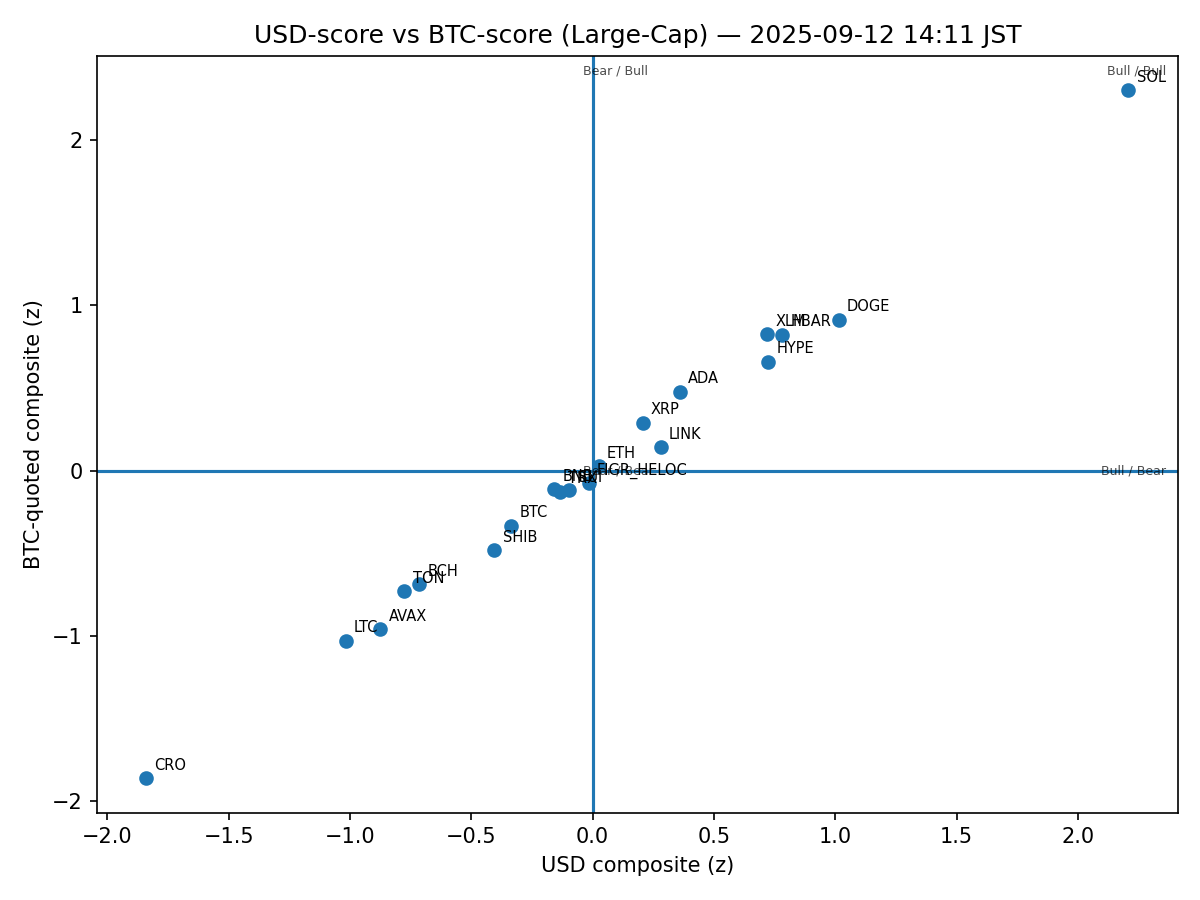 USD-score vs BTC-score (Large-Cap) — 2025-09-12 14:11 JST
Bear / Bull
Bull / Bull
SOL
2
DOGE
XLM
HBAR
1
HYPE
ADA
XRP
LINK
ETH
FIGR_HELOC
Bear / Bear
Bull / Bear
0
BNB
BTC
SHIB
BCH
TON
AVAX
LTC
−1
CRO
−2
−2.0 −1.5 −1.0 −0.5 0.0 0.5 1.0 1.5 2.0
USD composite (z)
BTC-quoted composite (z)